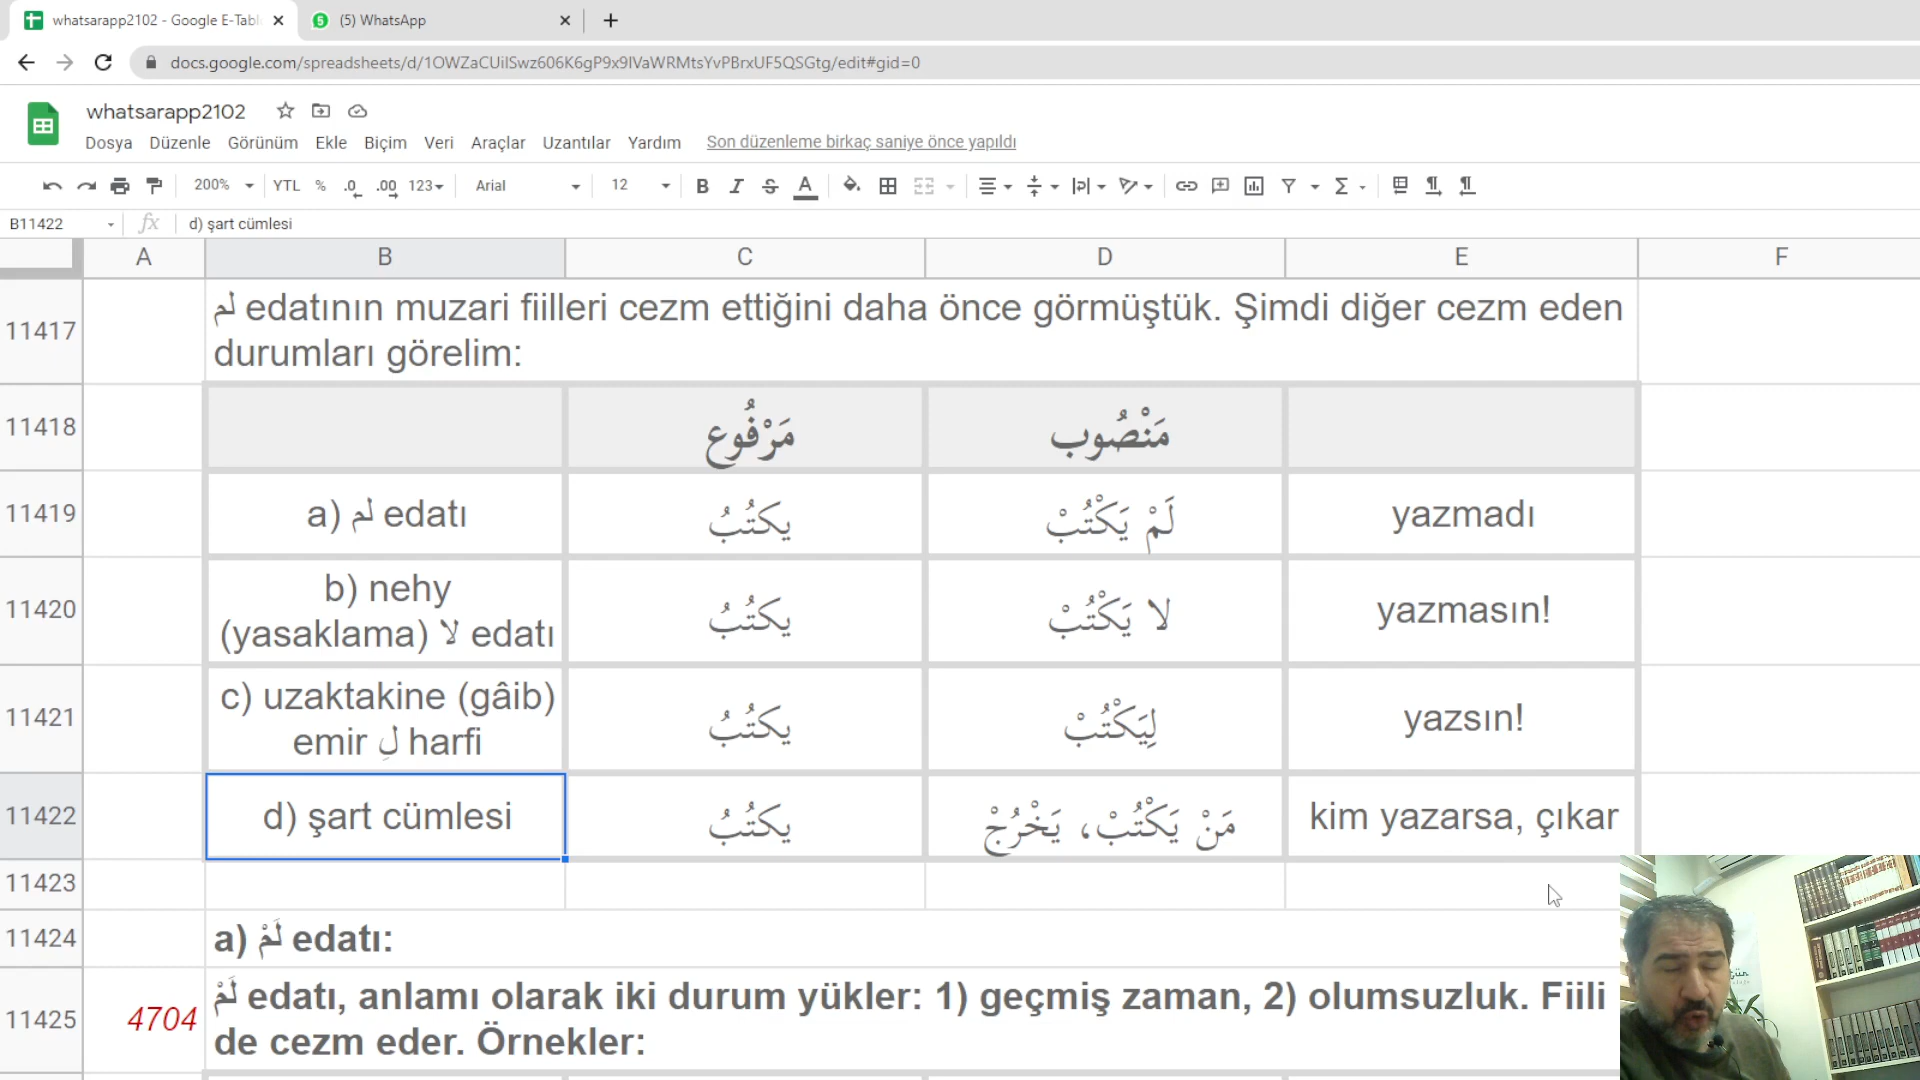 whatsarapp2102 - Google E-Tabl
(5) WhatsApp
docs.google.com/spreadsheets/d/1OWZaCUilSwz606K6gP9x9IVaWRMtsYvPBrxUF5QSGtg/edit#gid=0
whatsarapp2102
Dosya Düzenle Görünüm Ekle Biçim Veri Araçlar Uzantılar Yardım Son düzenleme birkaç saniye önce yapıldı
200% YTL % .0 .00 123 Arial 12 B I S A
B11422 fx d) şart cümlesi
A B C D E F
11417 لم edatının muzari fiilleri cezm ettiğini daha önce görmüştük. Şimdi diğer cezm eden
durumları görelim:
11418 مَرْفُوع مَنْصُوب
11419 a) لم edatı يكتُبُ لَمْ يَكْتُبْ yazmadı
11420 b) nehy
(yasaklama) لا edatı يكتُبُ لا يَكْتُبْ yazmasın!
11421 c) uzaktakine (gâib)
emir لِ harfi يكتُبُ لِيَكْتُبْ yazsın!
11422 d) şart cümlesi يكتُبُ مَنْ يَكْتُبْ، يَخْرُجْ kim yazarsa, çıkar
11423
11424 a) لَمْ edatı:
11425 4704 لَمْ edatı, anlamı olarak iki durum yükler: 1) geçmiş zaman, 2) olumsuzluk. Fiili
de cezm eder. Örnekler: